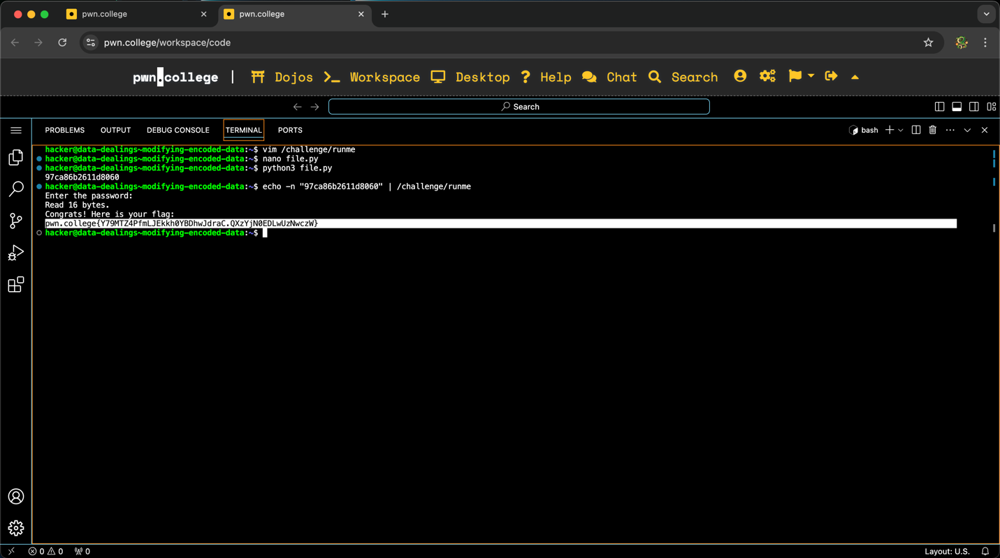 pwn.college
pwn.college
pwn.college/workspace/code
pwn.college | Dojos Workspace Desktop Help Chat Search
Search
PROBLEMS OUTPUT DEBUG CONSOLE TERMINAL PORTS bash
hacker@data-dealings~modifying-encoded-data:~$ vim /challenge/runme
hacker@data-dealings~modifying-encoded-data:~$ nano file.py
hacker@data-dealings~modifying-encoded-data:~$ python3 file.py
97ca86b2611d8060
hacker@data-dealings~modifying-encoded-data:~$ echo -n "97ca86b2611d8060" | /challenge/runme
Enter the password:
Read 16 bytes.
Congrats! Here is your flag:
pwn.college{Y79MTZ4PfmLJEkkh0YBDhwJdraC.QXzYjN0EDLwUzNwczW}
hacker@data-dealings~modifying-encoded-data:~$
0 0 0 Layout: U.S.